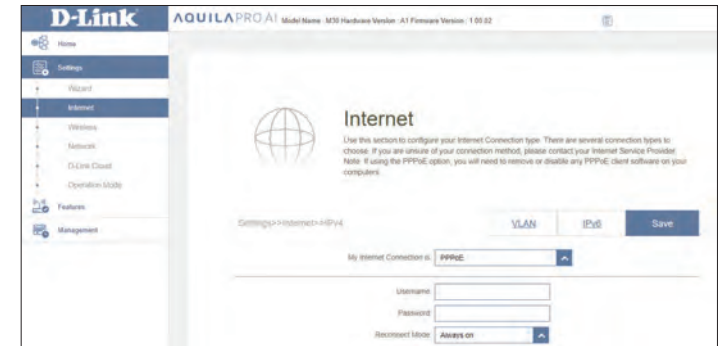 D-Link
AQUILA PRO AI Model Name : M30 Hardware Version : A1 Firmware Version : 1.00.02
Home
Settings
Wizard
Internet
Wireless
Network
D-Link Cloud
Operation Mode
Features
Management
Internet
Use this section to configure your Internet Connection type. There are several connection types to
choose. If you are unsure of your connection method, please contact your Internet Service Provider.
Note: If using the PPPoE option, you will need to remove or disable any PPPoE client software on your
computers.
Settings>>Internet>>IPv4
VLAN
IPv6
Save
My Internet Connection is: PPPoE
Username:
Password:
Reconnect Mode: Always on